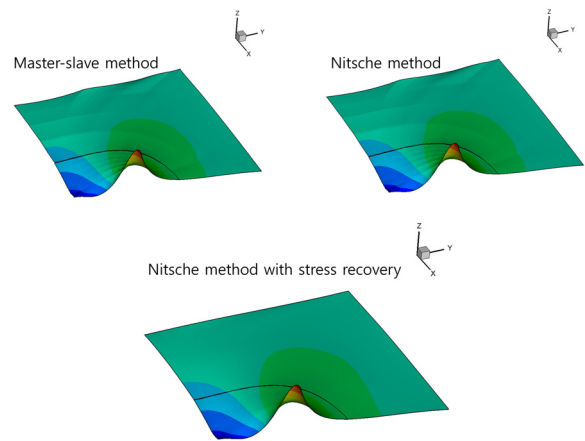 Z
Y
X
Z
Y
X
Master-slave method
Nitsche method
Z
Y
X
Nitsche method with stress recovery